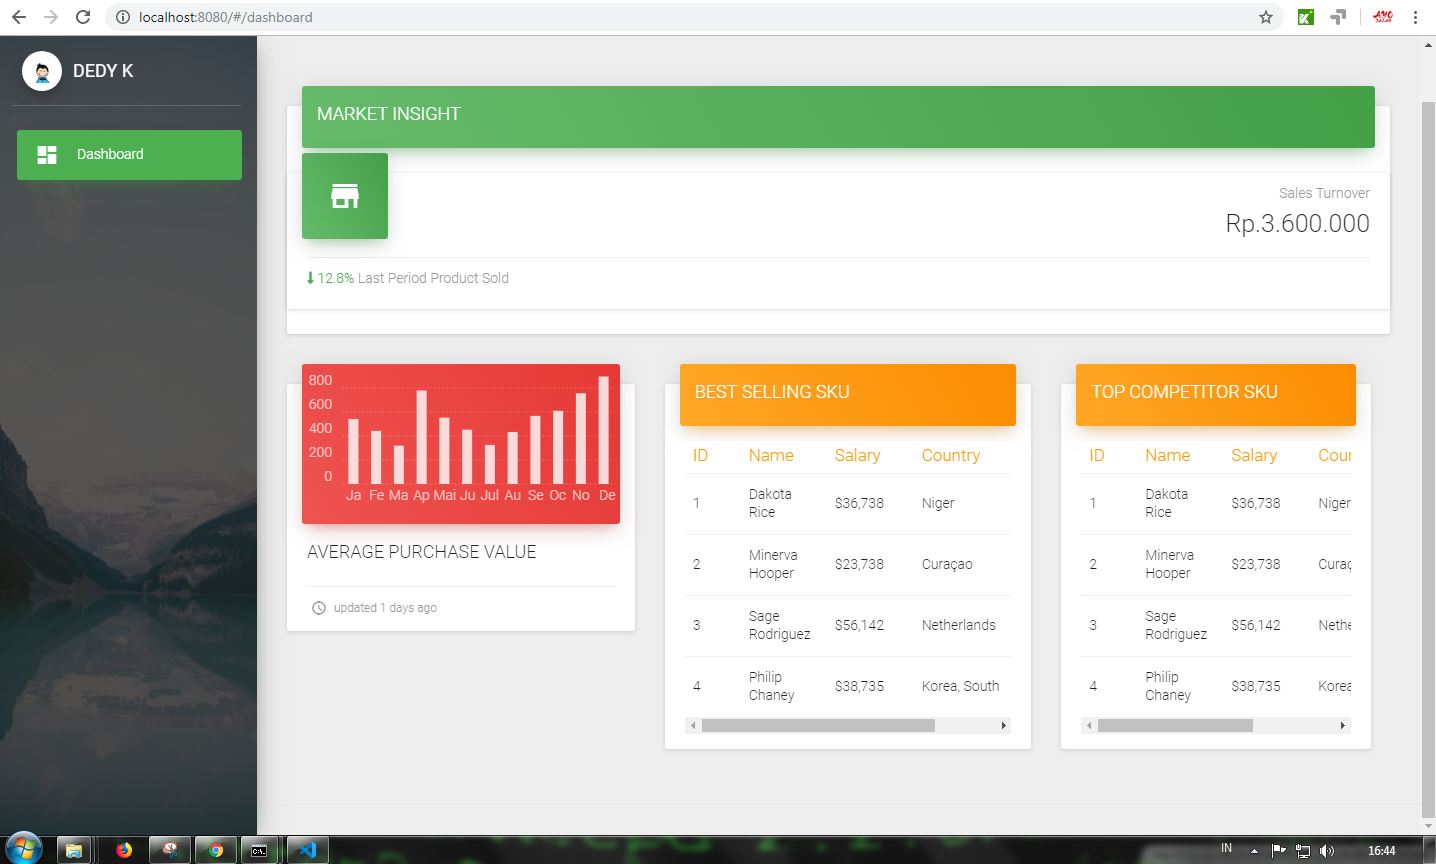 localhost:8080/#/dashboard
DEDY K
Dashboard
MARKET INSIGHT
Sales Turnover
Rp.3.600.000
12.8% Last Period Product Sold
800
600
400
200
0
Ja Fe Ma Ap Mai Ju Jul Au Se Oc No De
AVERAGE PURCHASE VALUE
updated 1 days ago
BEST SELLING SKU
ID Name Salary Country
1 Dakota Rice $36,738 Niger
2 Minerva Hooper $23,738 Curaçao
3 Sage Rodriguez $56,142 Netherlands
4 Philip Chaney $38,735 Korea, South
TOP COMPETITOR SKU
ID Name Salary Cour
1 Dakota Rice $36,738 Niger
2 Minerva Hooper $23,738 Curaç
3 Sage Rodriguez $56,142 Nethe
4 Philip Chaney $38,735 Korea
IN
16:44